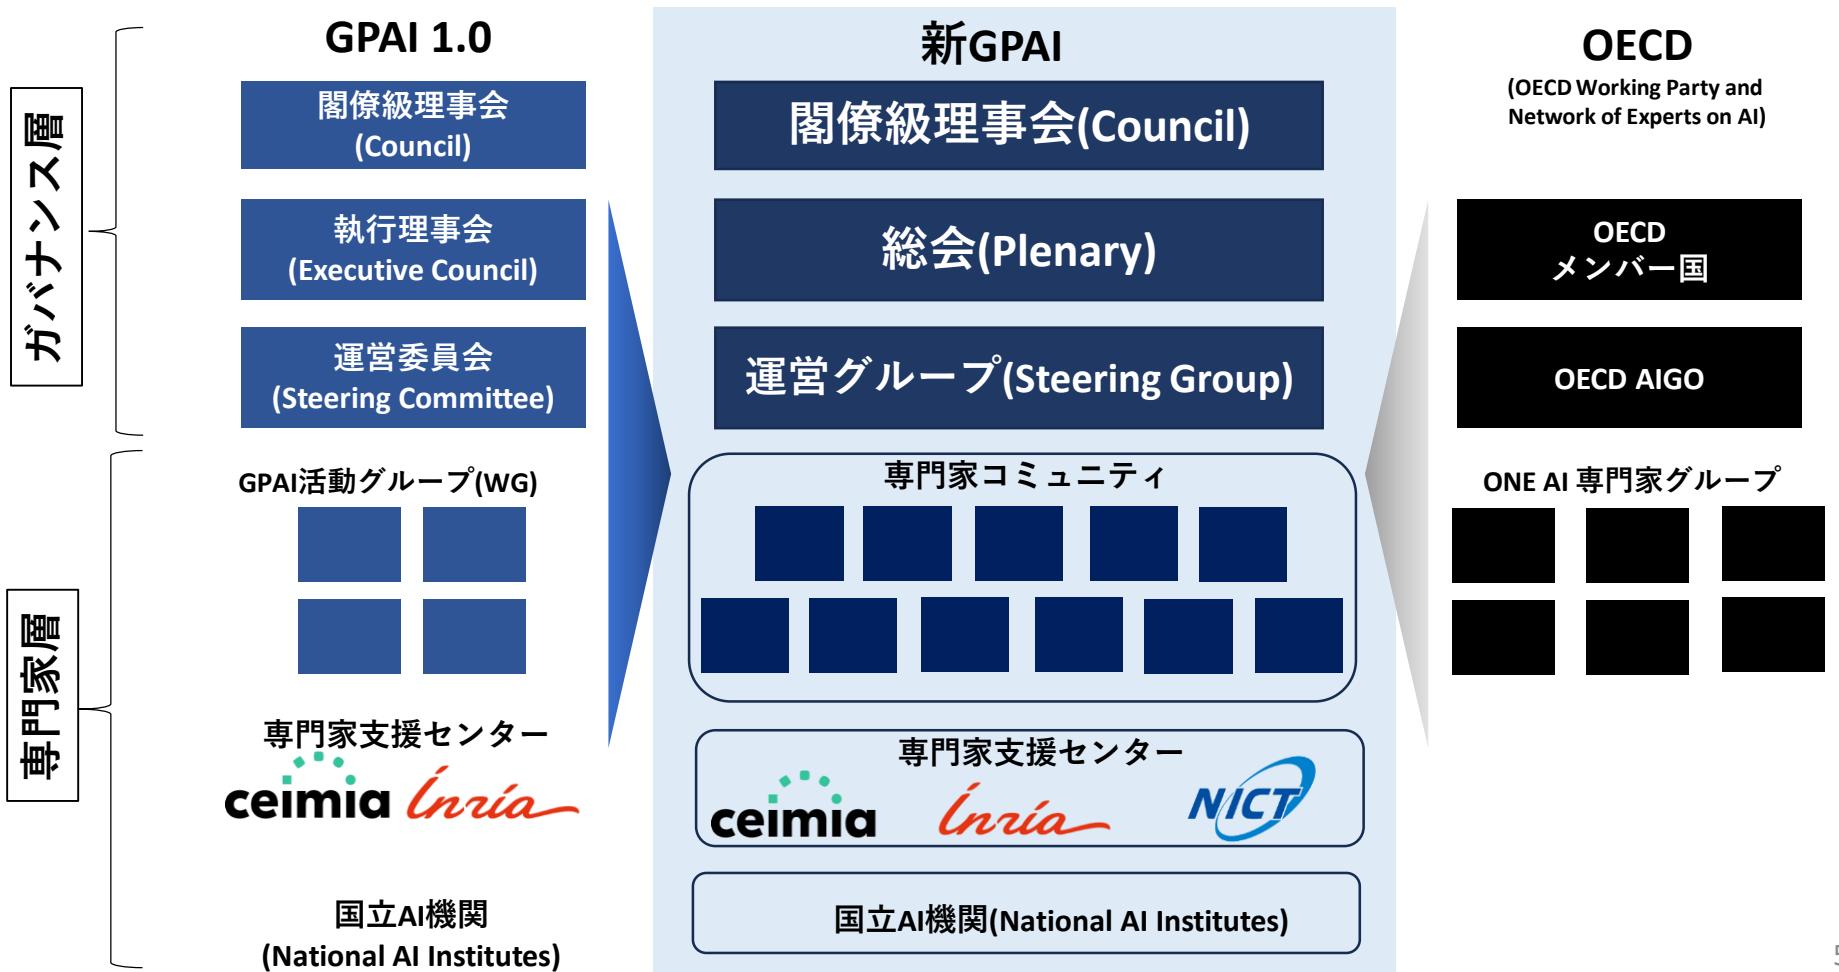 ガバナンス層
専門家層
GPAI 1.0
閣僚級理事会
(Council)
執行理事会
(Executive Council)
運営委員会
(Steering Committee)
GPAI活動グループ(WG)
専門家支援センター
ceimia
Inría
国立AI機関
(National AI Institutes)
新GPAI
閣僚級理事会(Council)
総会(Plenary)
運営グループ(Steering Group)
専門家コミュニティ
専門家支援センター
ceimia
Inría
NICT
国立AI機関(National AI Institutes)
OECD
(OECD Working Party and
Network of Experts on AI)
OECD
メンバー国
OECD AIGO
ONE AI 専門家グループ
5